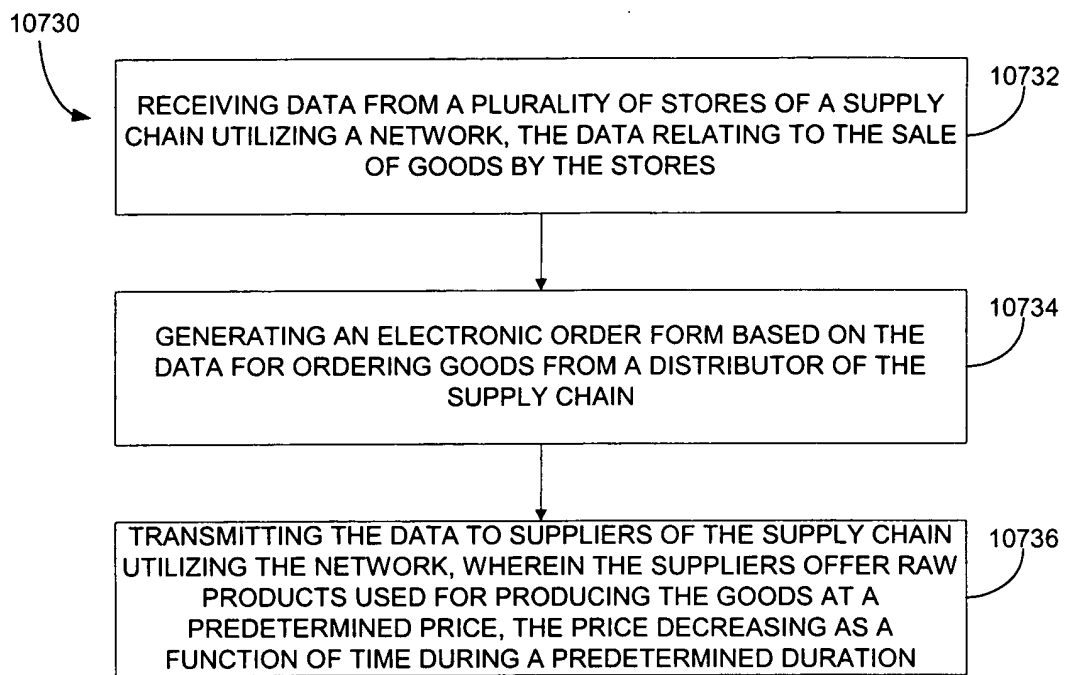 10730
RECEIVING DATA FROM A PLURALITY OF STORES OF A SUPPLY
CHAIN UTILIZING A NETWORK, THE DATA RELATING TO THE SALE
OF GOODS BY THE STORES
10732
GENERATING AN ELECTRONIC ORDER FORM BASED ON THE
DATA FOR ORDERING GOODS FROM A DISTRIBUTOR OF THE
SUPPLY CHAIN
10734
TRANSMITTING THE DATA TO SUPPLIERS OF THE SUPPLY CHAIN
UTILIZING THE NETWORK, WHEREIN THE SUPPLIERS OFFER RAW
PRODUCTS USED FOR PRODUCING THE GOODS AT A
PREDETERMINED PRICE, THE PRICE DECREASING AS A
FUNCTION OF TIME DURING A PREDETERMINED DURATION
10736